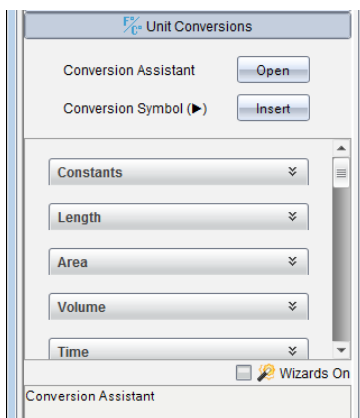 F°/C° Unit Conversions
Conversion Assistant Open
Conversion Symbol (▶) Insert
Constants
Length
Area
Volume
Time
Wizards On
Conversion Assistant